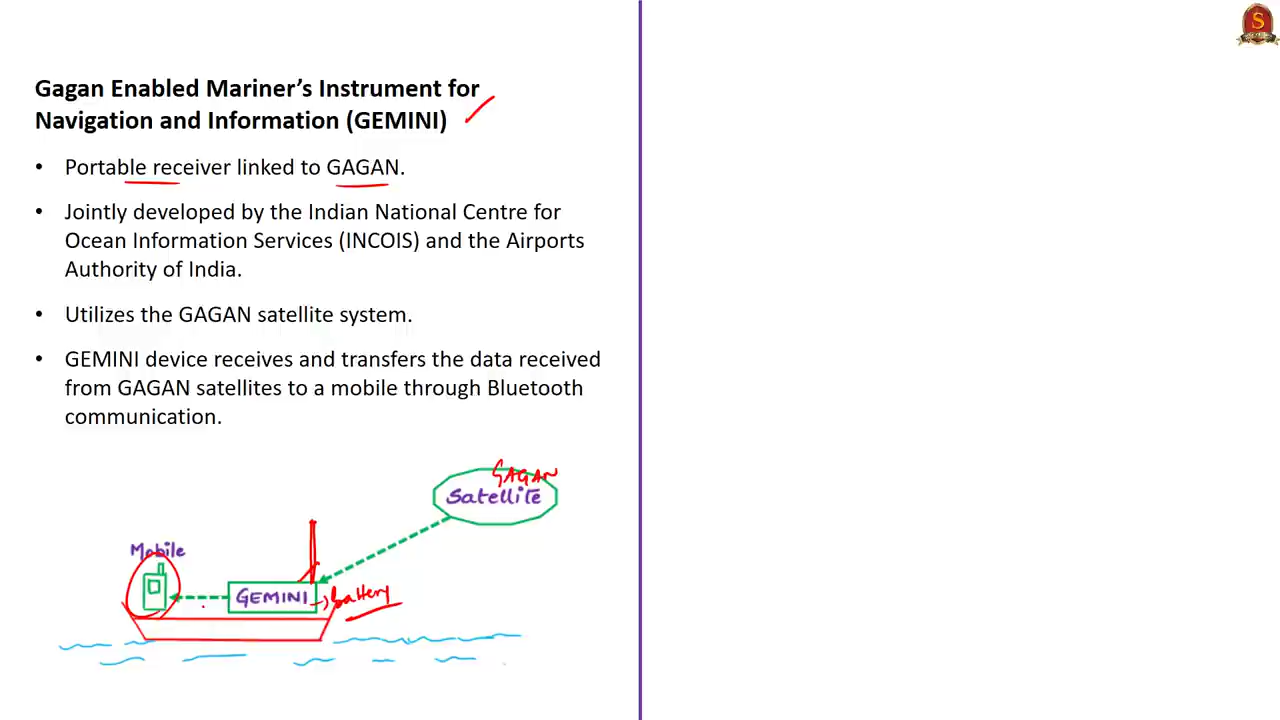 Gagan Enabled Mariner's Instrument for
Navigation and Information (GEMINI)
• Portable receiver linked to GAGAN.
• Jointly developed by the Indian National Centre for
Ocean Information Services (INCOIS) and the Airports
Authority of India.
• Utilizes the GAGAN satellite system.
• GEMINI device receives and transfers the data received
from GAGAN satellites to a mobile through Bluetooth
communication.
GAGAN
Satellite
Mobile
GEMINI → battery
S